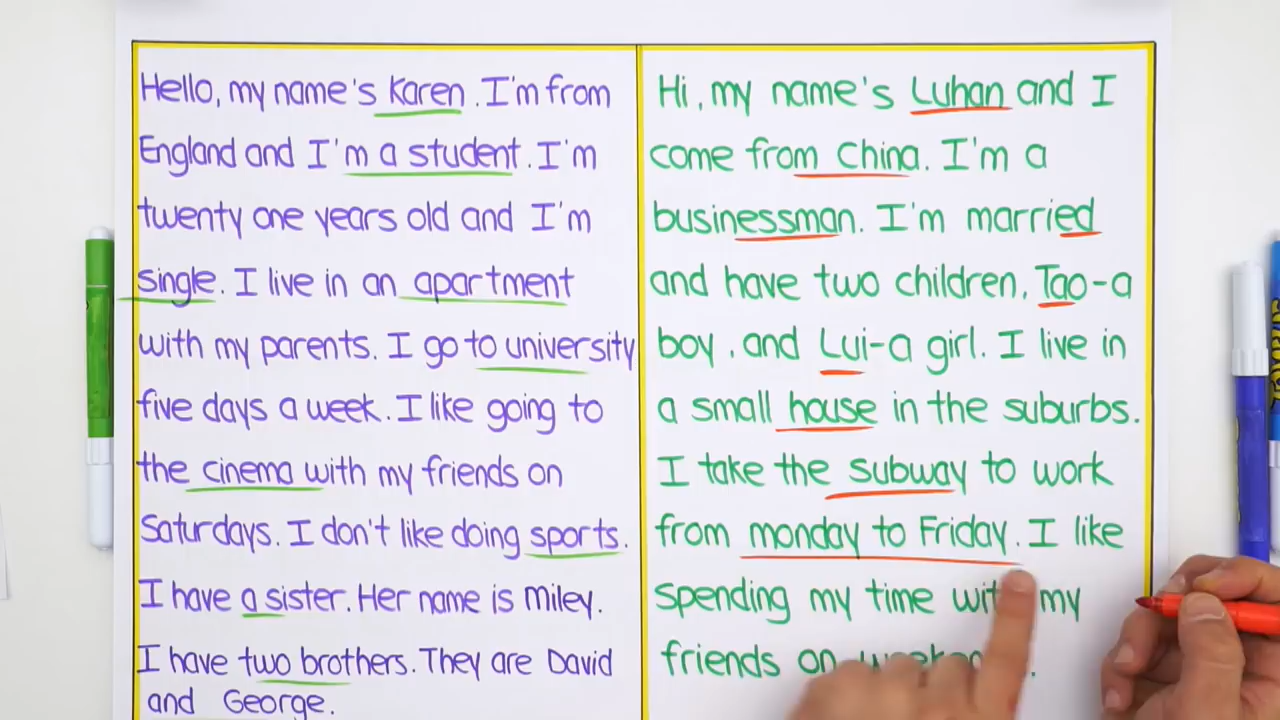 Hello, my name's Karen. I'm from
England and I'm a student. I'm
twenty one years old and I'm
single. I live in an apartment
with my parents. I go to university
five days a week. I like going to
the cinema with my friends on
Saturdays. I don't like doing sports.
I have a sister. Her name is miley.
I have two brothers. They are David
and George.
Hi, my name's Luhan and I
come from China. I'm a
businessman. I'm married
and have two children, Tao-a
boy, and Lui-a girl. I live in
a small house in the suburbs.
I take the subway to work
from monday to Friday. I like
spending my time with my
friends on